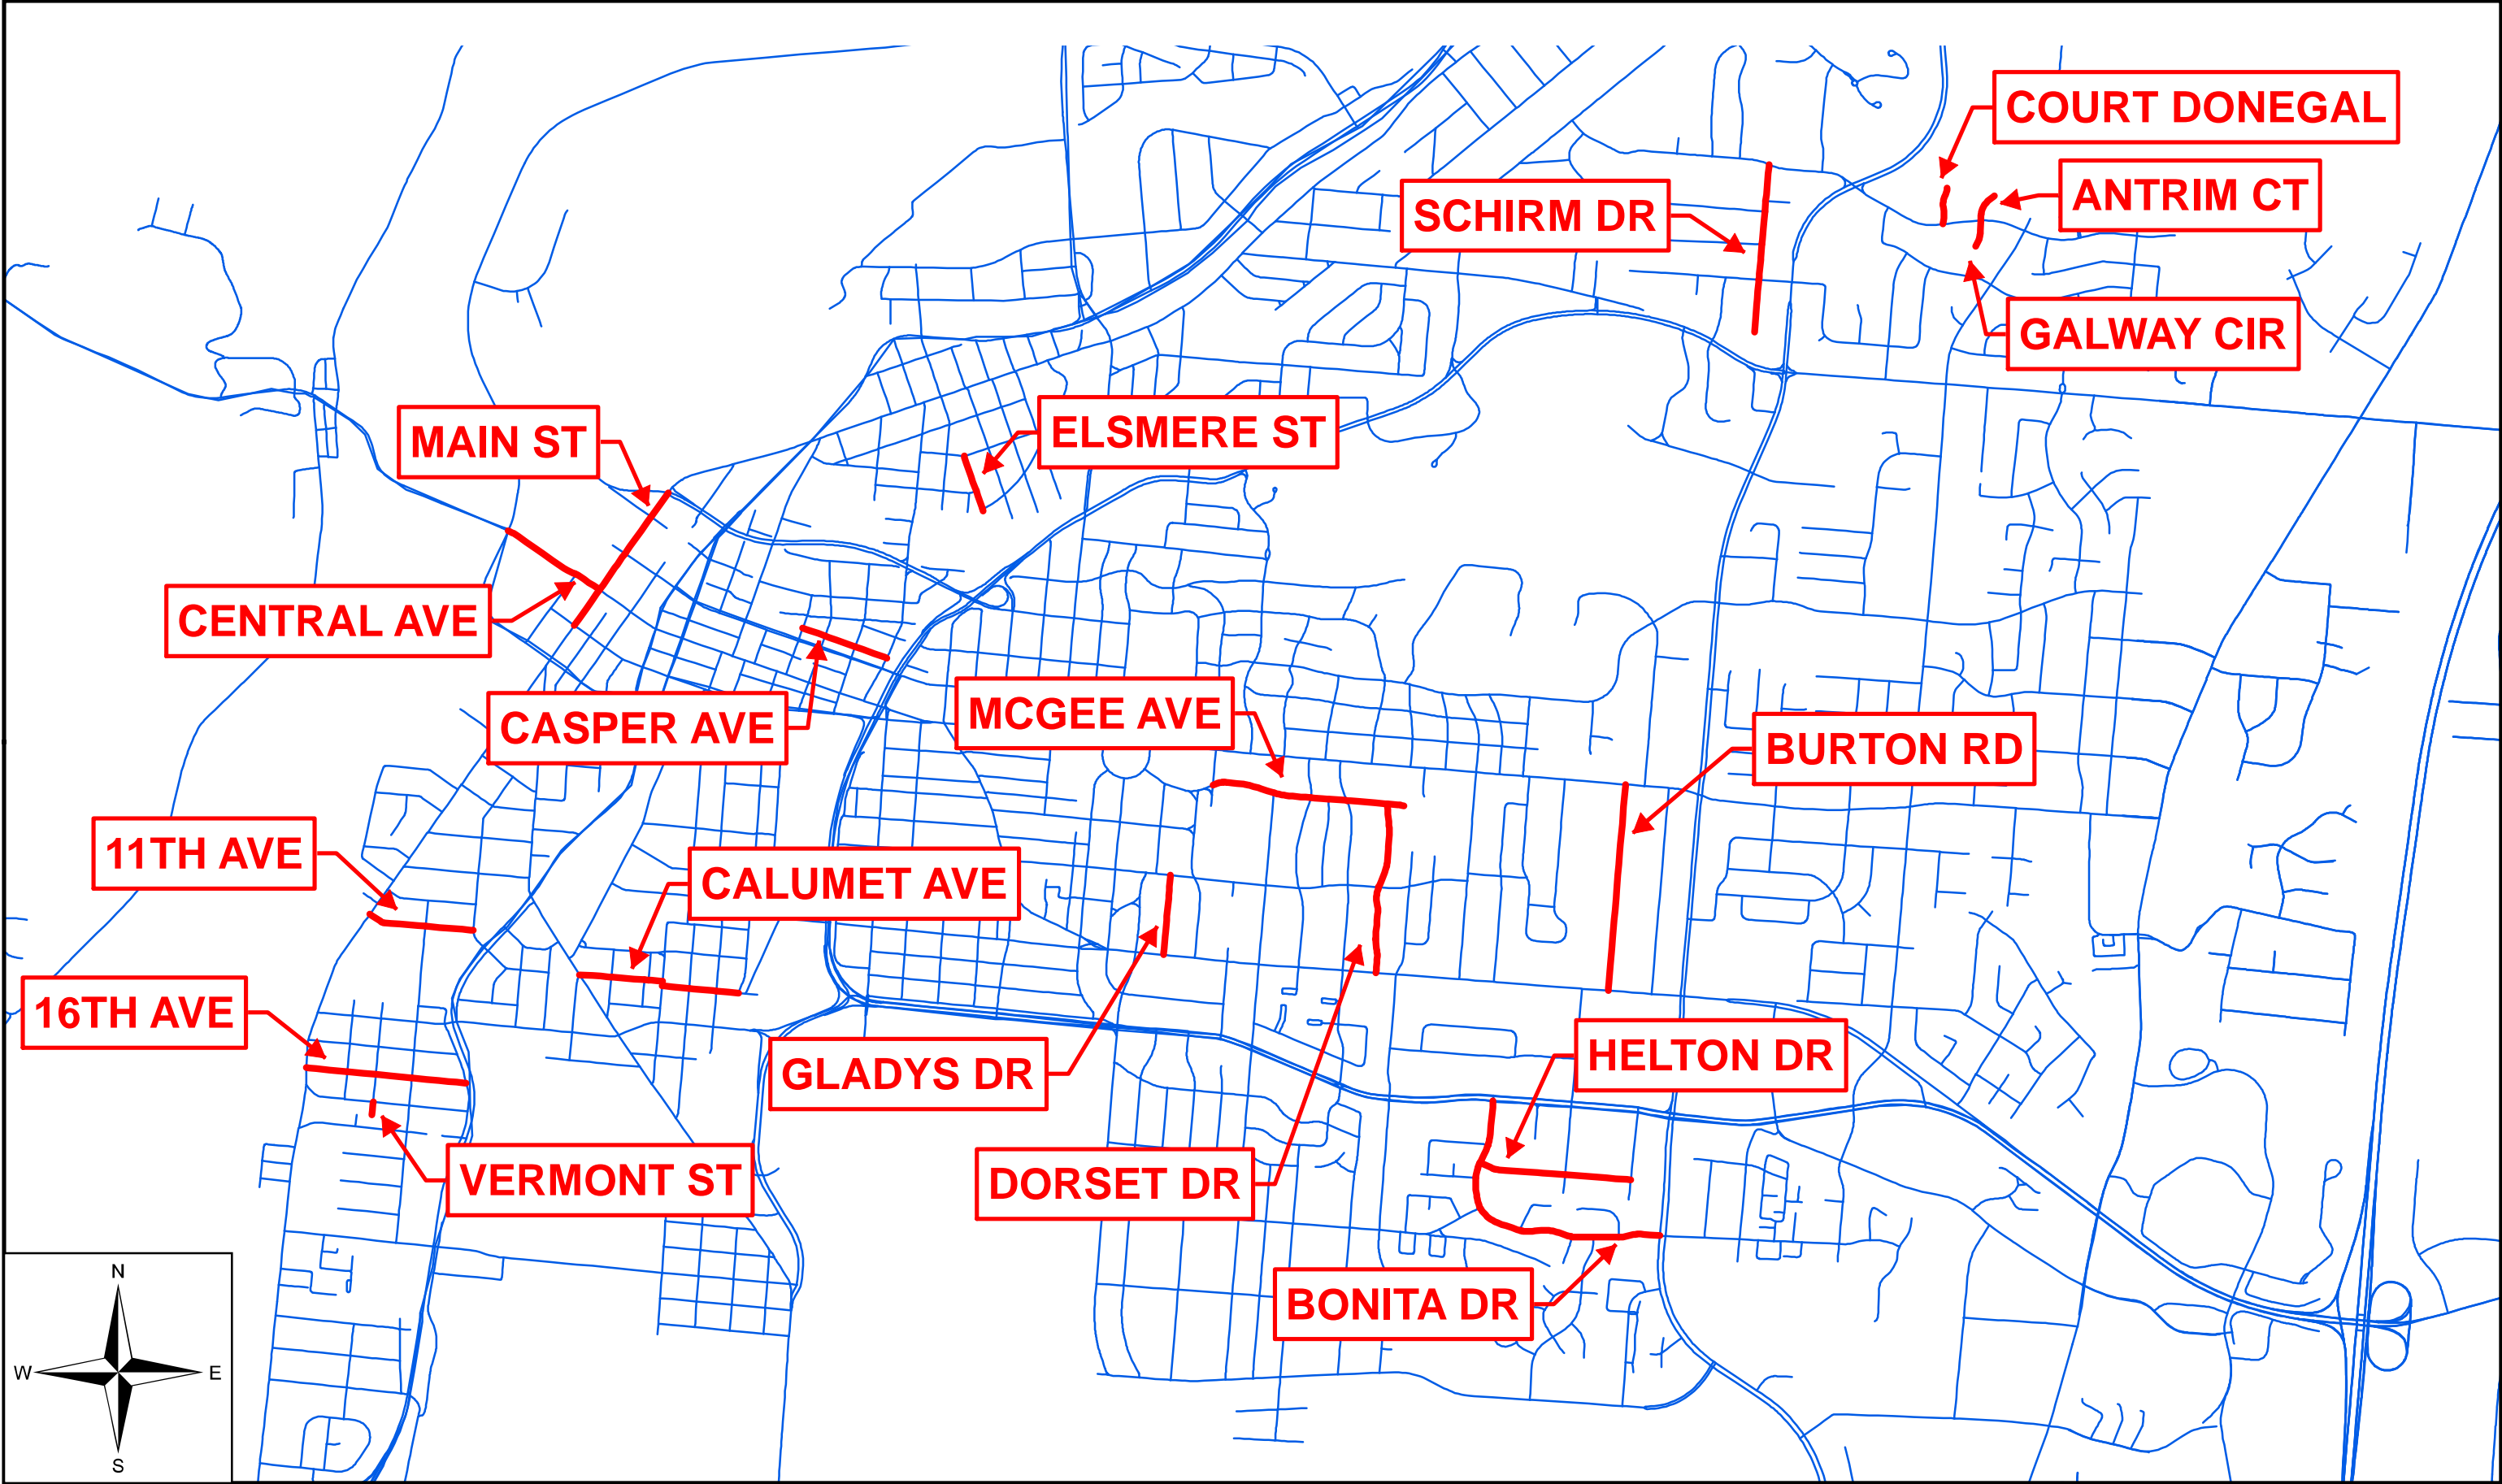 COURT DONEGAL
ANTRIM CT
SCHIRM DR
GALWAY CIR
ELSMERE ST
MAIN ST
CENTRAL AVE
MCGEE AVE
CASPER AVE
BURTON RD
11TH AVE
CALUMET AVE
16TH AVE
HELTON DR
GLADYS DR
VERMONT ST
DORSET DR
BONITA DR
N
W
E
S